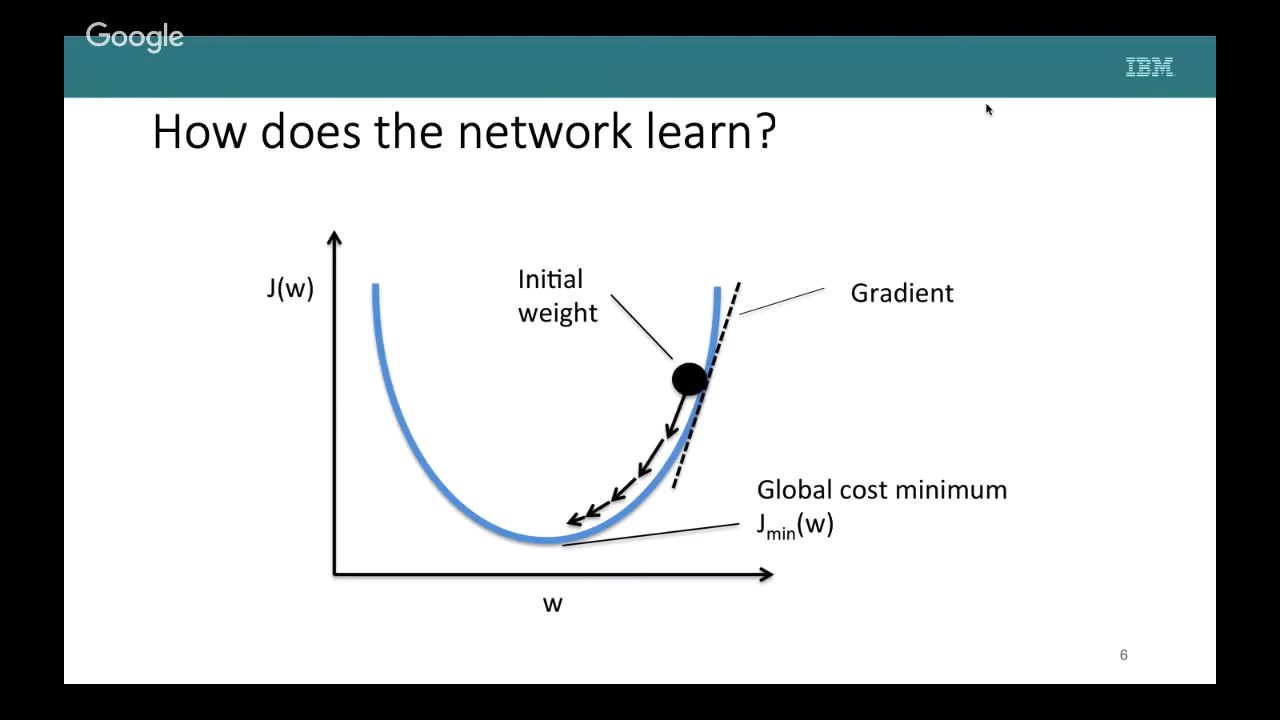 Google
IBM
How does the network learn?
J(w)
Initial
weight
Gradient
Global cost minimum
Jmin(w)
w
6